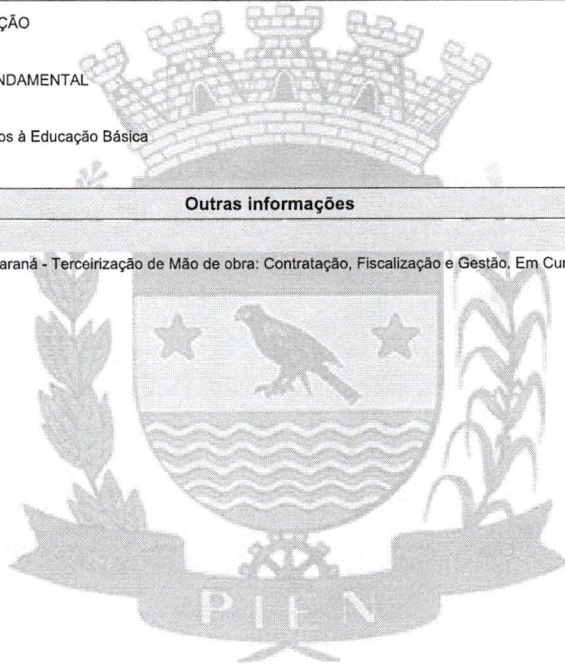 ÇÃO
NDAMENTAL
os à Educação Básica
Outras informações
araná - Terceirização de Mão de obra: Contratação, Fiscalização e Gestão. Em Cur
PIEN